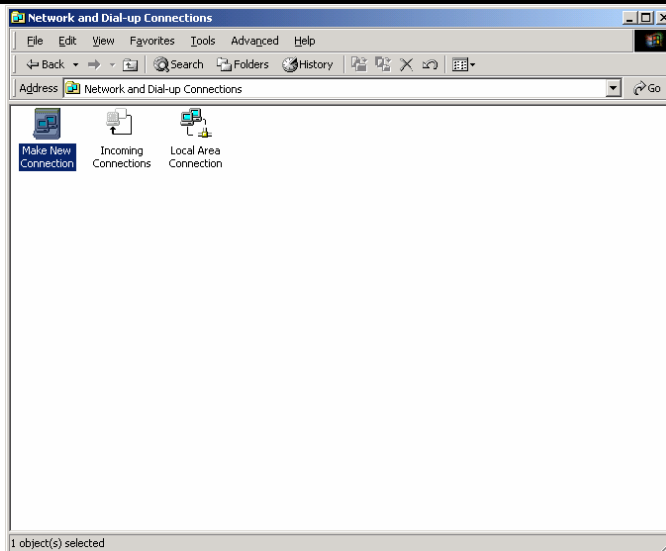 Network and Dial-up Connections
File Edit View Favorites Tools Advanced Help
Back Search Folders History
Address Network and Dial-up Connections Go
Make New Connection
Incoming Connections
Local Area Connection
1 object(s) selected